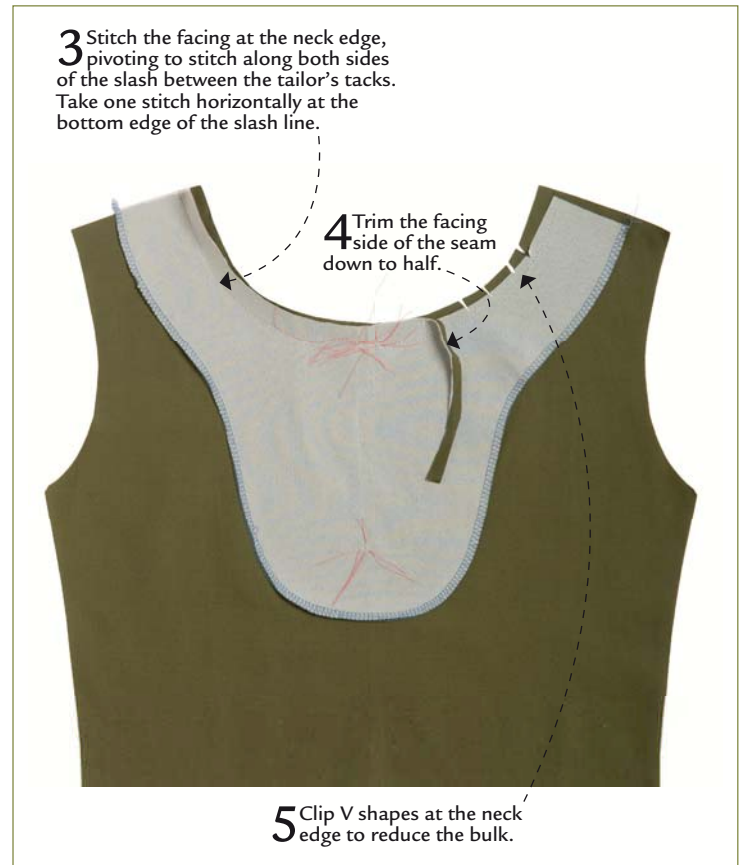 3 Stitch the facing at the neck edge,
pivoting to stitch along both sides
of the slash between the tailor's tacks.
Take one stitch horizontally at the
bottom edge of the slash line.
4 Trim the facing
side of the seam
down to half.
5 Clip V shapes at the neck
edge to reduce the bulk.